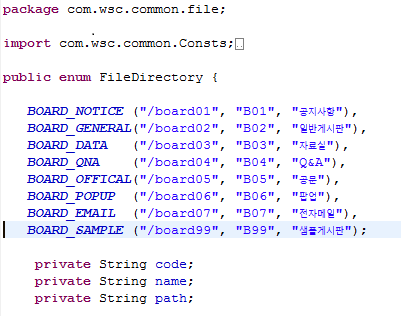 package com.wsc.common.file;
import com.wsc.common.Consts;
public enum FileDirectory {
BOARD_NOTICE ("/board01", "B01", "공지사항"),
BOARD_GENERAL("/board02", "B02", "일반게시판"),
BOARD_DATA ("/board03", "B03", "자료실"),
BOARD_QNA ("/board04", "B04", "Q&A"),
BOARD_OFFICAL("/board05", "B05", "공문"),
BOARD_POPUP ("/board06", "B06", "팝업"),
BOARD_EMAIL ("/board07", "B07", "전자메일"),
BOARD_SAMPLE ("/board99", "B99", "샘플게시판");
private String code;
private String name;
private String path;